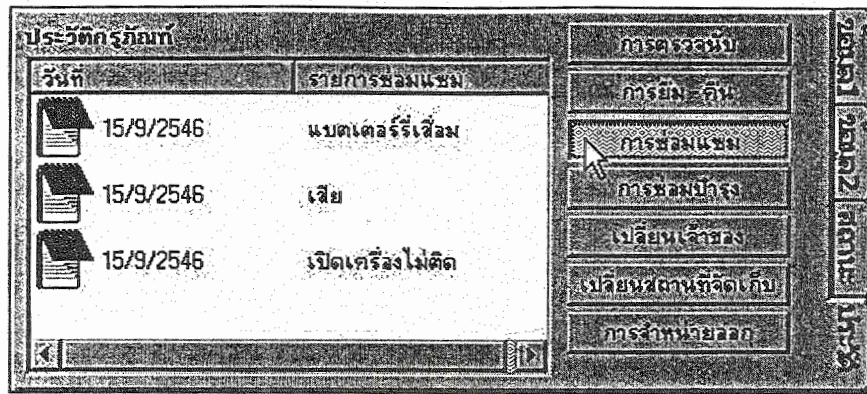 ประวัติครุภัณฑ์
วันที่ รายการซ่อมแซม
15/9/2546 แบตเตอร์รี่เสื่อม
15/9/2546 เสีย
15/9/2546 เปิดเครื่องไม่ติด
การตรวจนับ
การยืม - คืน
การซ่อมแซม
การซ่อมบำรุง
เปลี่ยนเจ้าของ
เปลี่ยนสถานที่จัดเก็บ
การจำหน่ายออก
ข้อมูล1
ข้อมูล2
สถานะ
ประวัติ